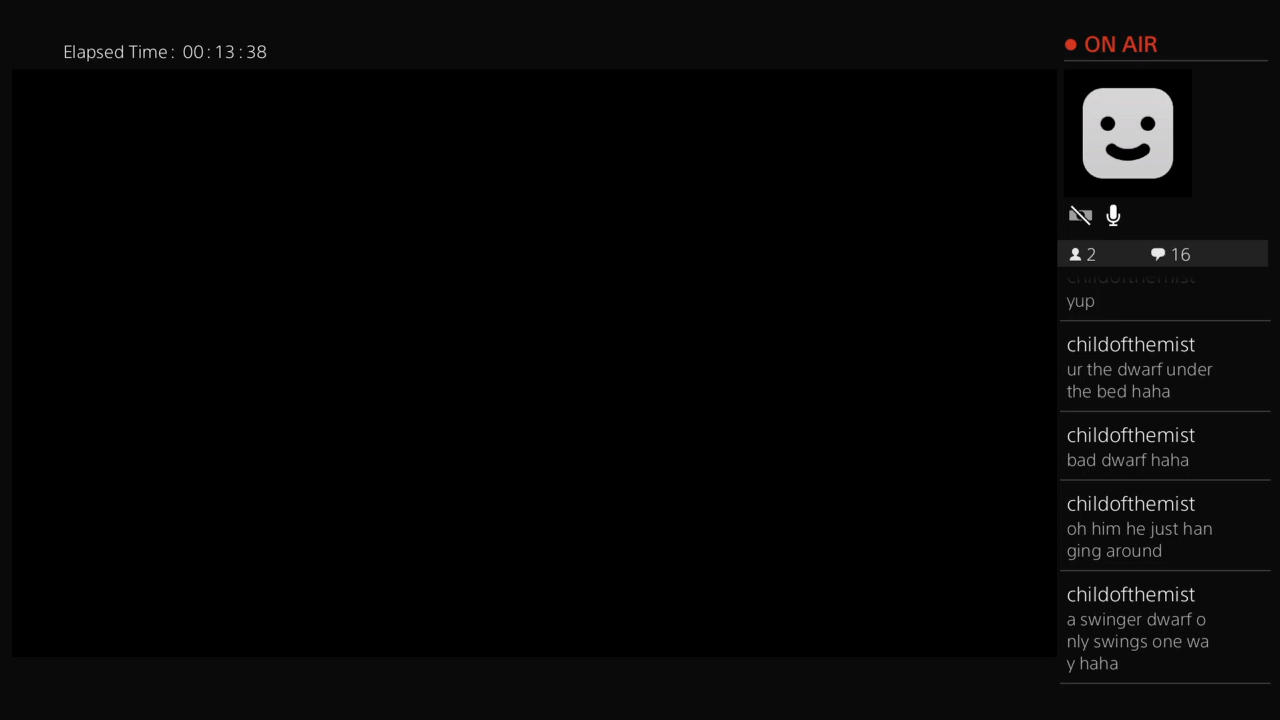 Elapsed Time: 00:13:38
ON AIR
2 16
childofthemist
yup
childofthemist
ur the dwarf under
the bed haha
childofthemist
bad dwarf haha
childofthemist
oh him he just han
ging around
childofthemist
a swinger dwarf o
nly swings one wa
y haha